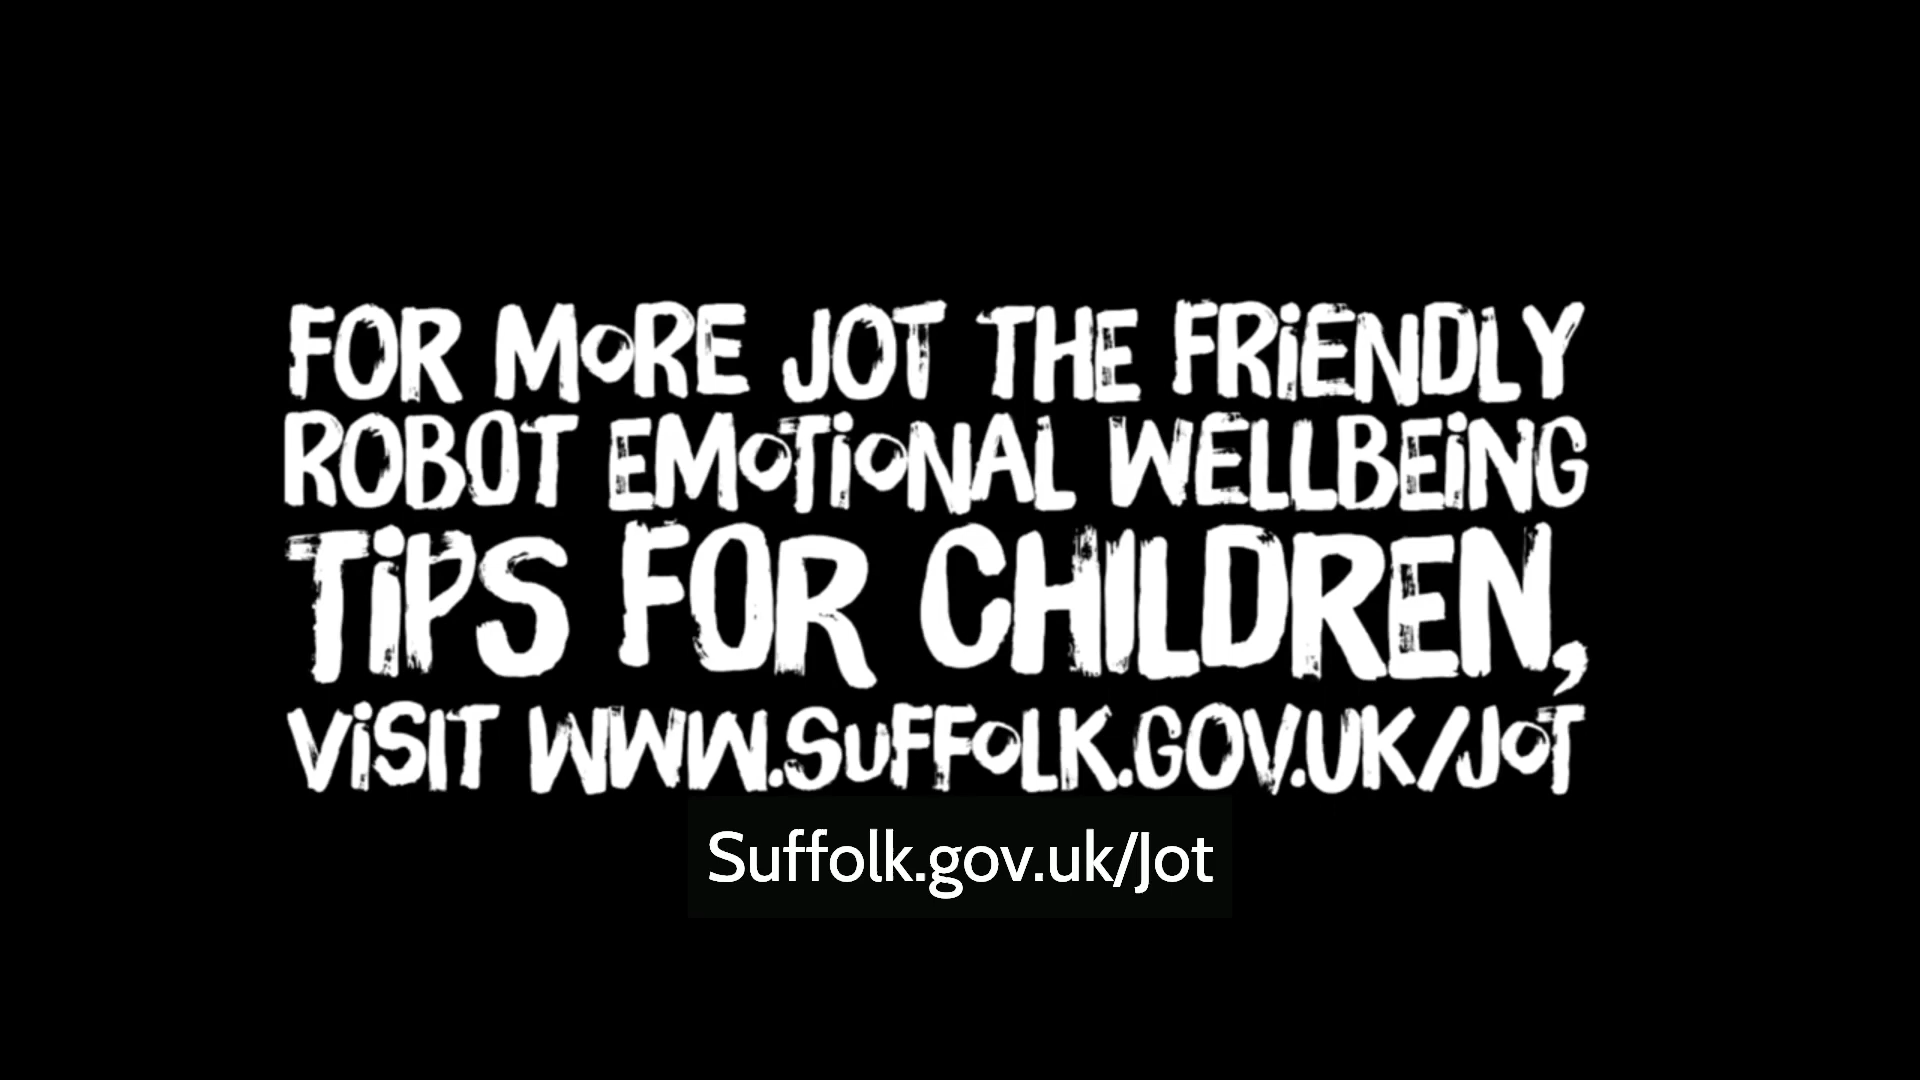 FOR MORE JOT THE FRiENDLY
ROBOT EMOTiONAL WELLBEiNG
TiPS FOR CHILDREN,
ViSIT WWW.SUFFOLK.GOV.UK/JOT
Suffolk.gov.uk/Jot